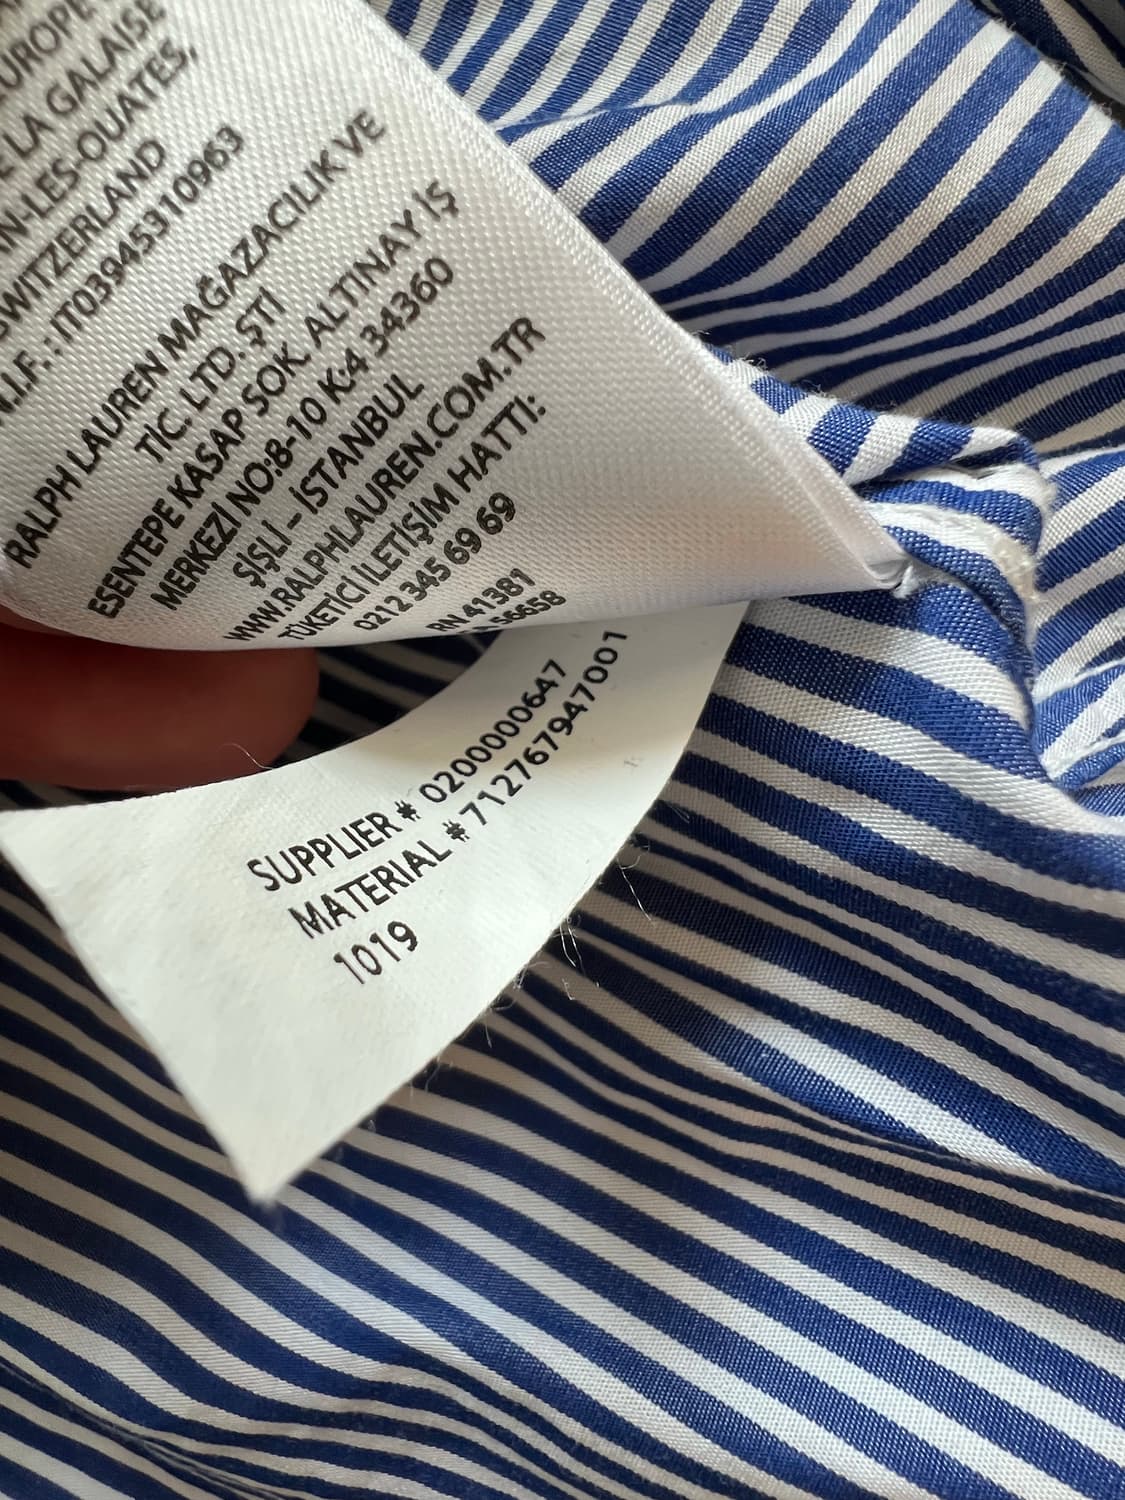 LA GALAISE
-LES-OUATES,
SWITZERLAND
.I.F. : IT03945310963
RALPH LAUREN MAĞAZACILIK VE
TİC. LTD. ŞTİ
ESENTEPE KASAP SOK. ALTINAY İŞ
MERKEZİ NO:8-10 K:4 34360
ŞİŞLİ – İSTANBUL
WWW.RALPHLAUREN.COM.TR
TÜKETİCİ İLETİŞİM HATTI:
0212 345 69 69
RN 41381
56658
SUPPLIER # 0200000647
MATERIAL # 712767947001
1019